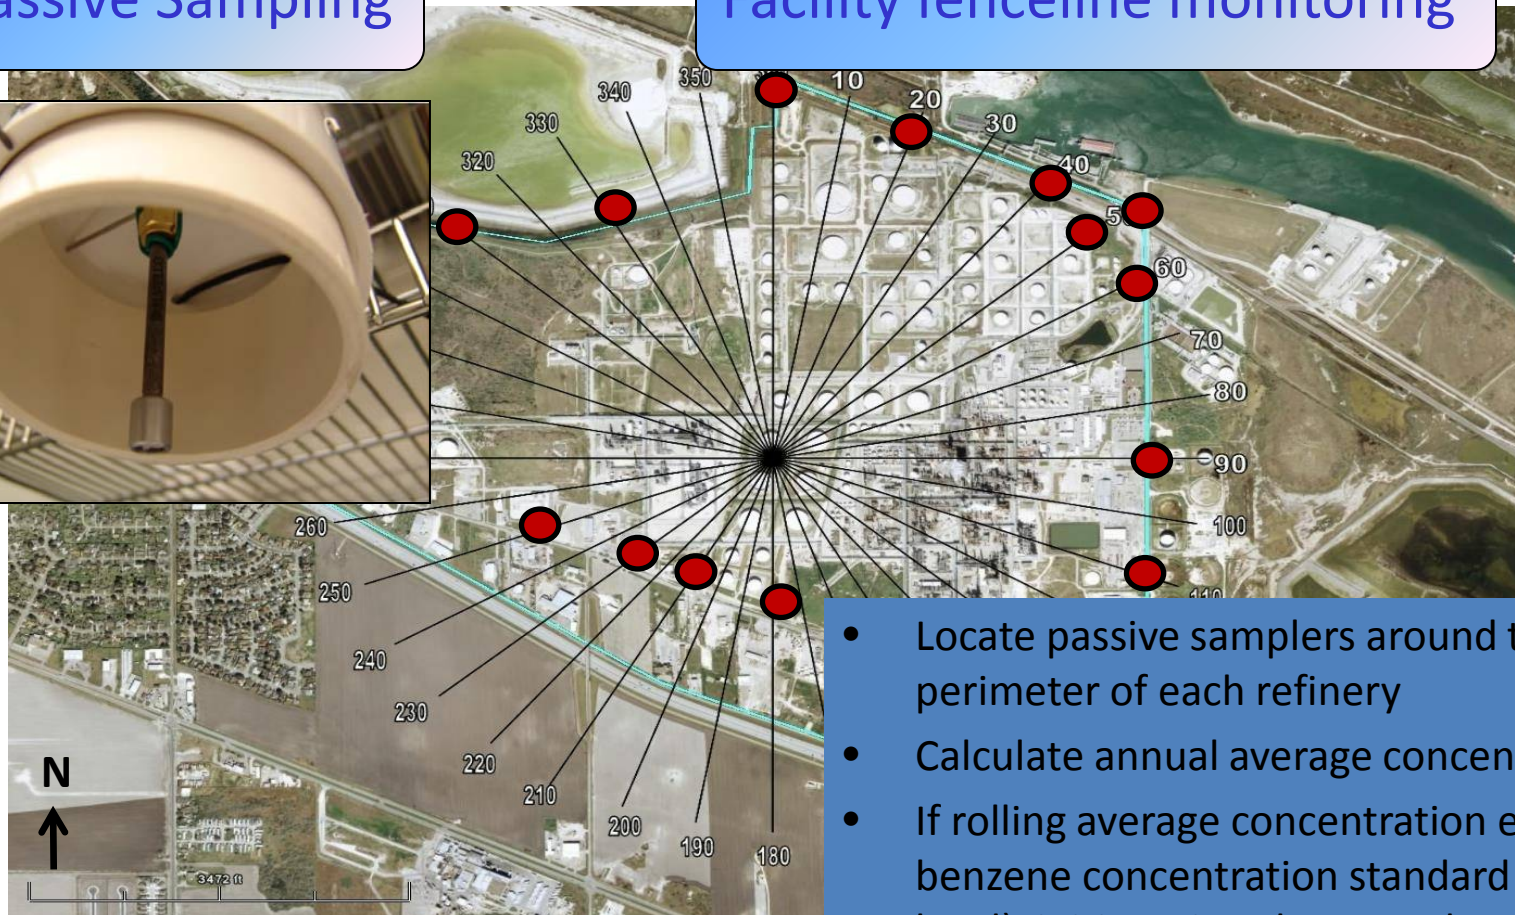 assive Sampling
Facility fenceline monitoring
350
10
340
20
330
30
320
40
60
70
80
90
260
100
250
110
240
230
220
210
200
190
180
N
3472 ft
• Locate passive samplers around
perimeter of each refinery
• Calculate annual average concen
• If rolling average concentration
benzene concentration standard